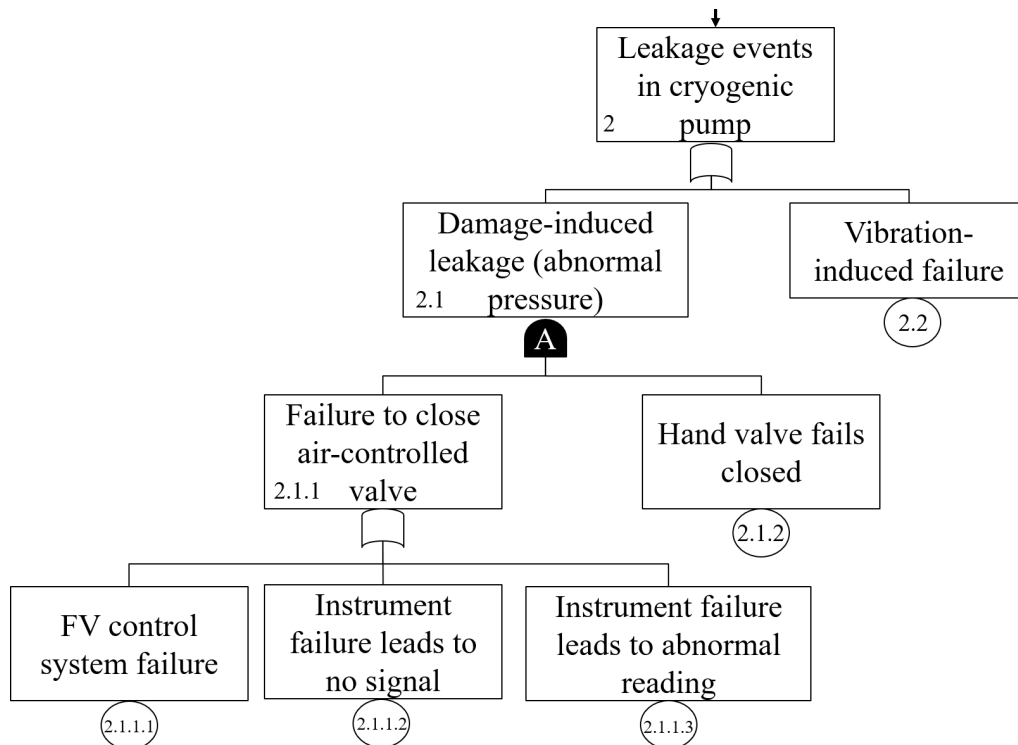 Leakage events
in cryogenic
pump
2
Damage-induced
leakage (abnormal
pressure)
2.1
Vibration-
induced failure
2.2
A
Failure to close
air-controlled
valve
2.1.1
Hand valve fails
closed
2.1.2
FV control
system failure
2.1.1.1
Instrument
failure leads to
no signal
2.1.1.2
Instrument failure
leads to abnormal
reading
2.1.1.3